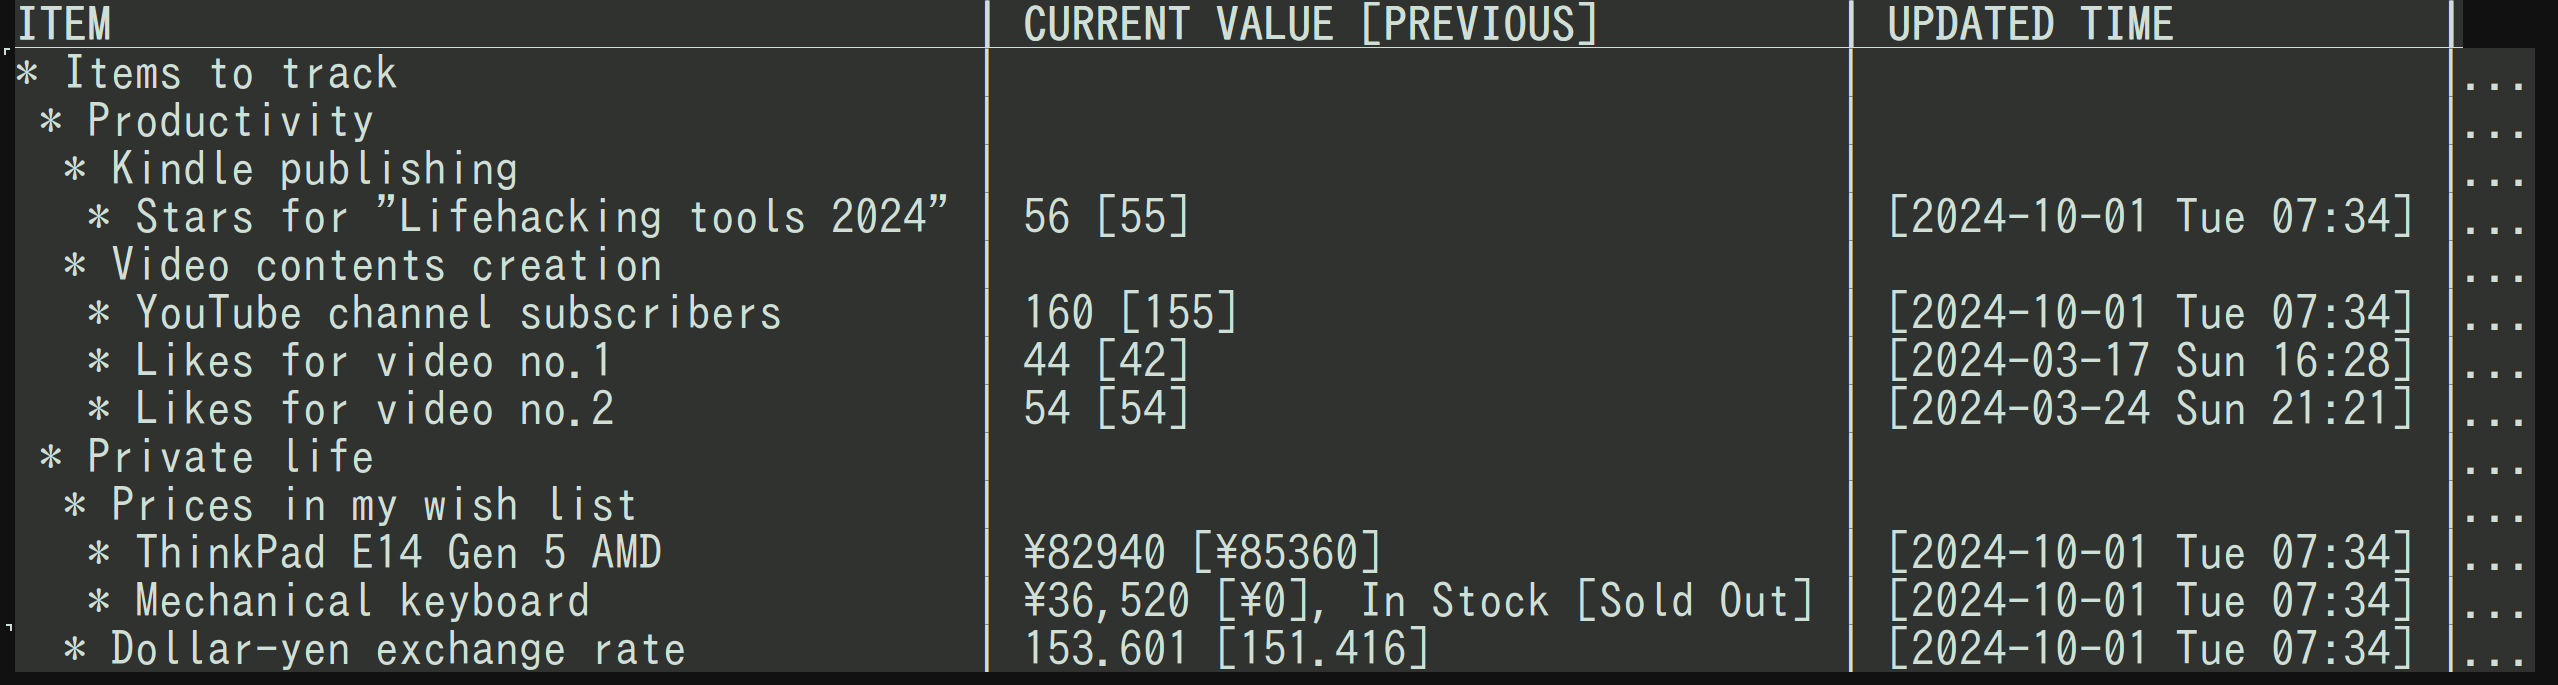 ITEM | CURRENT VALUE [PREVIOUS] | UPDATED TIME |
* Items to track | | |...
* Productivity | | |...
* Kindle publishing | | |...
* Stars for ”Lifehacking tools 2024” | 56 [55] | [2024-10-01 Tue 07:34] |...
* Video contents creation | | |...
* YouTube channel subscribers | 160 [155] | [2024-10-01 Tue 07:34] |...
* Likes for video no.1 | 44 [42] | [2024-03-17 Sun 16:28] |...
* Likes for video no.2 | 54 [54] | [2024-03-24 Sun 21:21] |...
* Private life | | |...
* Prices in my wish list | | |...
* ThinkPad E14 Gen 5 AMD | ¥82940 [¥85360] | [2024-10-01 Tue 07:34] |...
* Mechanical keyboard | ¥36,520 [¥0], In Stock [Sold Out] | [2024-10-01 Tue 07:34] |...
* Dollar-yen exchange rate | 153.601 [151.416] | [2024-10-01 Tue 07:34] |...